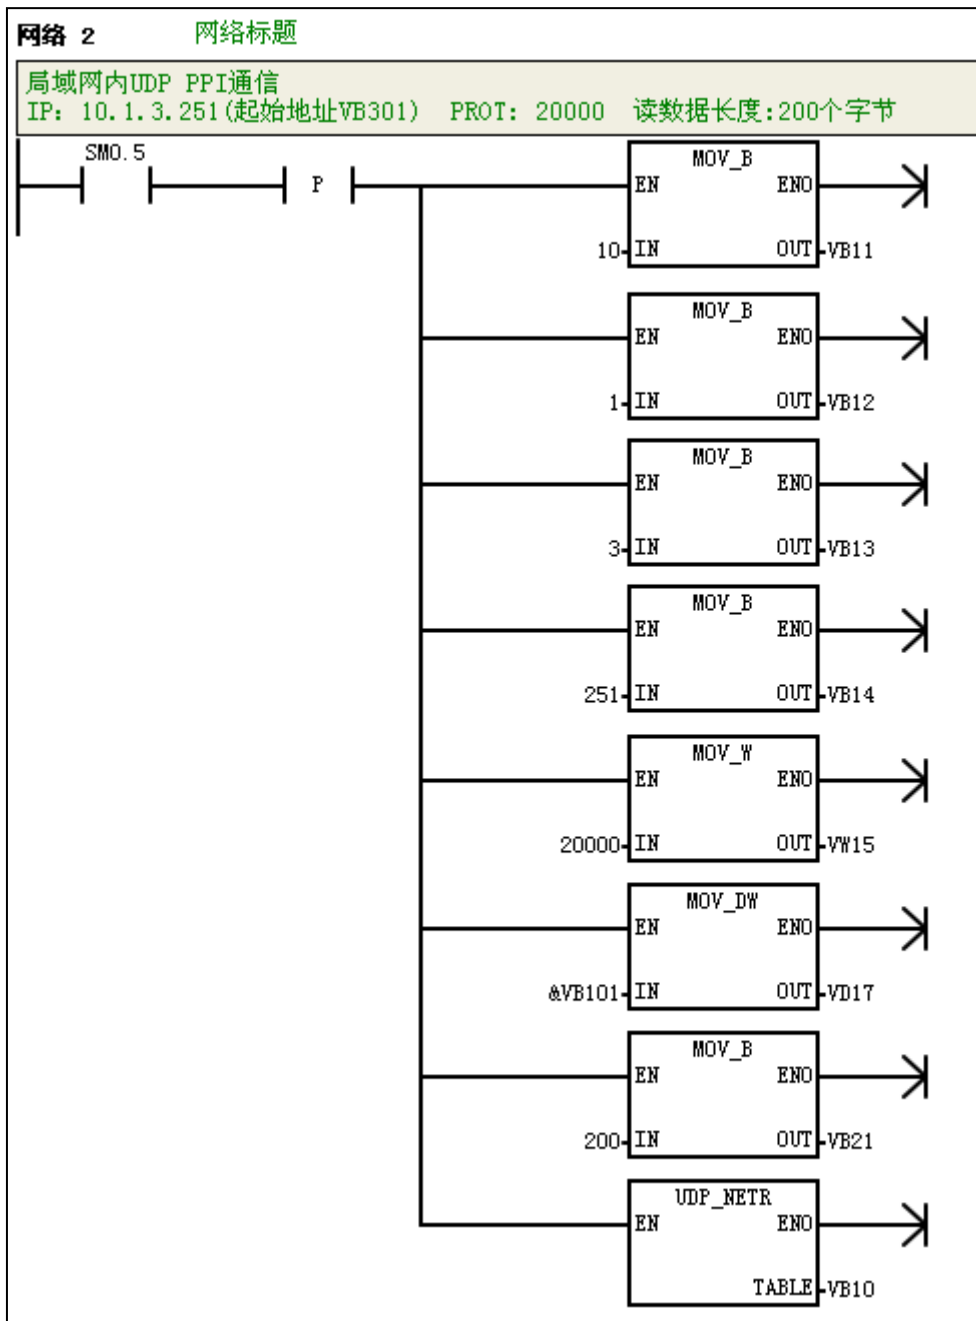 网络 2 网络标题
局域网内UDP PPI通信
IP: 10.1.3.251(起始地址VB301) PROT: 20000 读数据长度:200个字节
SM0.5
P
MOV_B
EN ENO
10 IN OUT VB11
MOV_B
EN ENO
1 IN OUT VB12
MOV_B
EN ENO
3 IN OUT VB13
MOV_B
EN ENO
251 IN OUT VB14
MOV_W
EN ENO
20000 IN OUT VW15
MOV_DW
EN ENO
&VB101 IN OUT VD17
MOV_B
EN ENO
200 IN OUT VB21
UDP_NETR
EN ENO
TABLE VB10